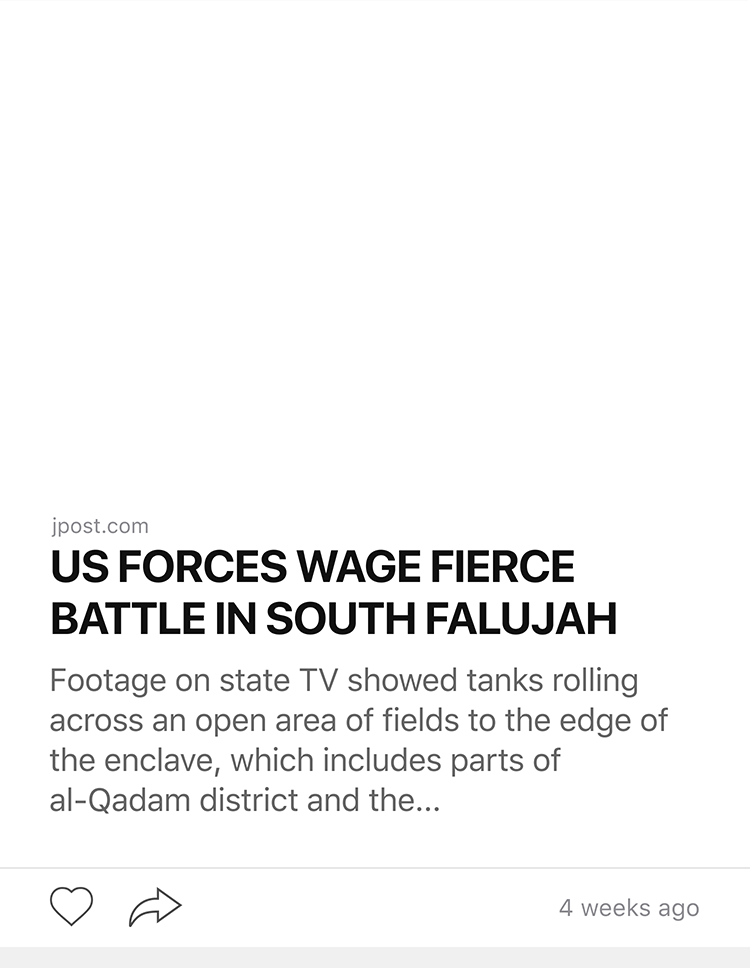 jpost.com
US FORCES WAGE FIERCE
BATTLE IN SOUTH FALUJAH
Footage on state TV showed tanks rolling
across an open area of fields to the edge of
the enclave, which includes parts of
al-Qadam district and the...
4 weeks ago